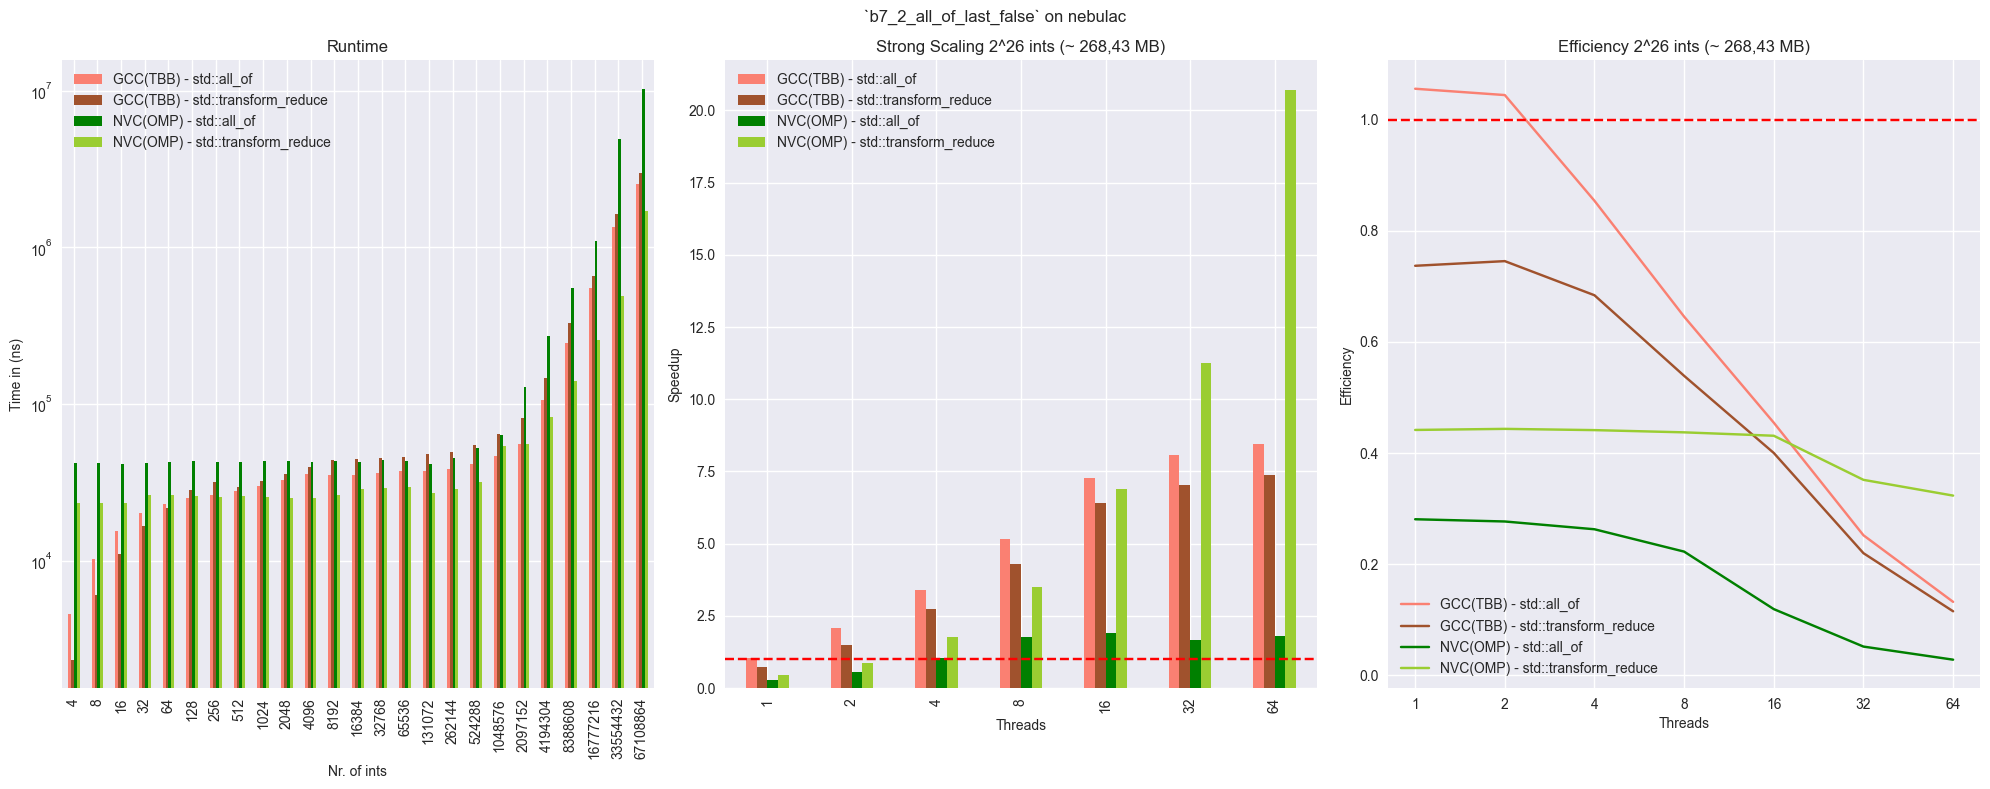 `b7_2_all_of_last_false` on nebulac
Runtime
GCC(TBB) - std::all_of
GCC(TBB) - std::transform_reduce
NVC(OMP) - std::all_of
NVC(OMP) - std::transform_reduce
10^7
10^6
10^5
10^4
Time in (ns)
4 8 16 32 64 128 256 512 1024 2048 4096 8192 16384 32768 65536 131072 262144 524288 1048576 2097152 4194304 8388608 16777216 33554432 67108864
Nr. of ints
Strong Scaling 2^26 ints (~ 268,43 MB)
GCC(TBB) - std::all_of
GCC(TBB) - std::transform_reduce
NVC(OMP) - std::all_of
NVC(OMP) - std::transform_reduce
20.0
17.5
15.0
12.5
10.0
7.5
5.0
2.5
0.0
Speedup
1 2 4 8 16 32 64
Threads
Efficiency 2^26 ints (~ 268,43 MB)
1.0
0.8
0.6
0.4
0.2
0.0
Efficiency
GCC(TBB) - std::all_of
GCC(TBB) - std::transform_reduce
NVC(OMP) - std::all_of
NVC(OMP) - std::transform_reduce
1 2 4 8 16 32 64
Threads